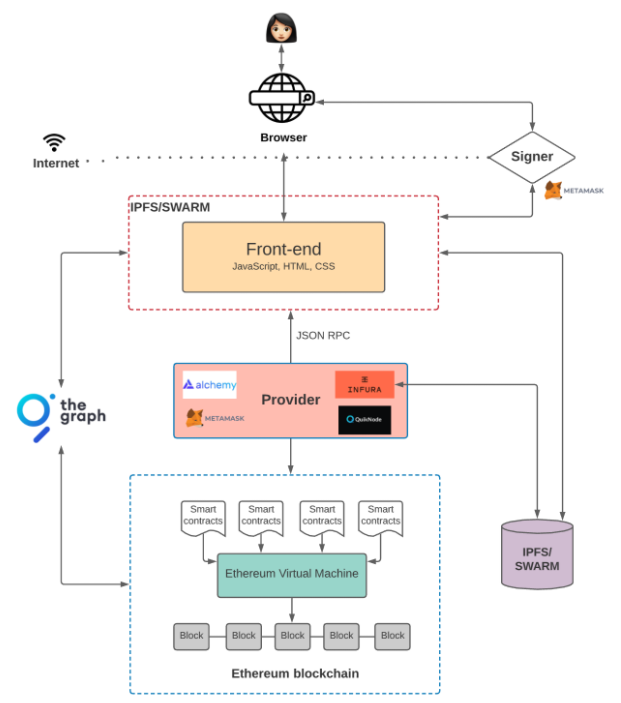 Browser
Internet
Signer
METAMASK
IPFS/SWARM
Front-end
JavaScript, HTML, CSS
JSON RPC
alchemy
INFURA
Provider
METAMASK
QuikNode
the
graph
Smart
contracts
Smart
contracts
Smart
contracts
Smart
contracts
Ethereum Virtual Machine
IPFS/
SWARM
Block
Block
Block
Block
Block
Ethereum blockchain